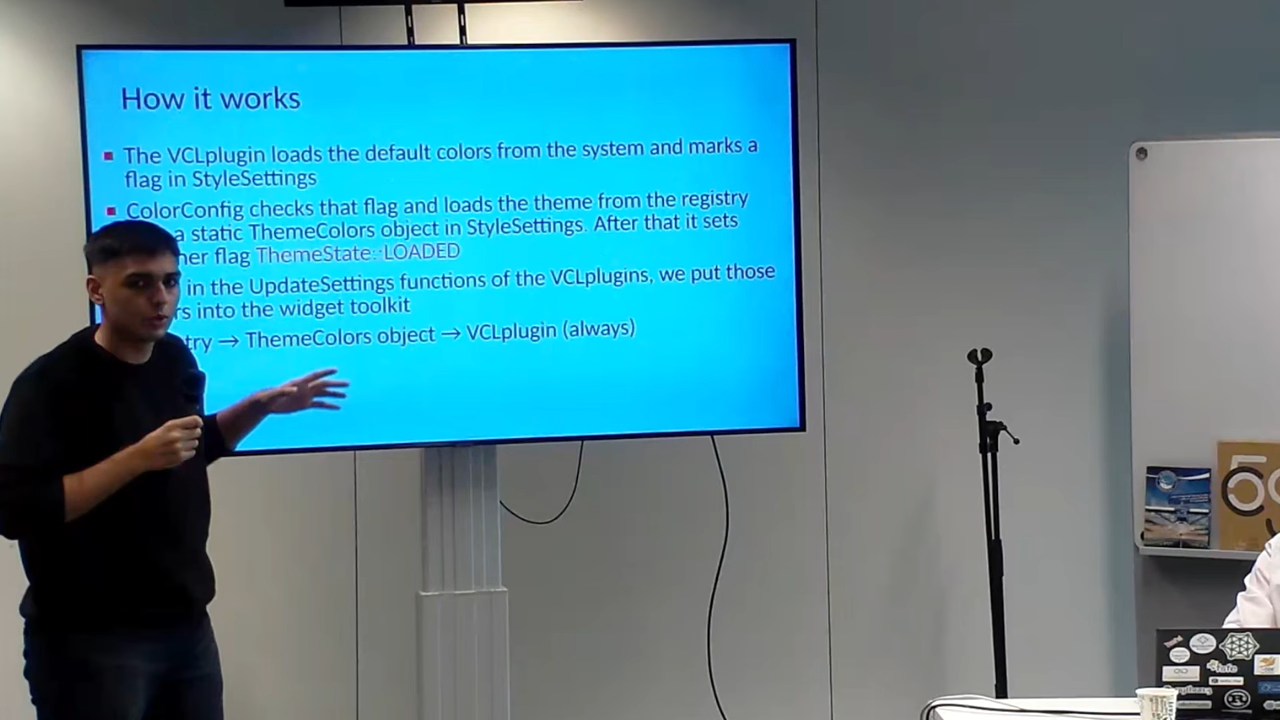 How it works
The VCLplugin loads the default colors from the system and marks a
flag in StyleSettings
ColorConfig checks that flag and loads the theme from the registry
a static ThemeColors object in StyleSettings. After that it sets
her flag ThemeState::LOADED
in the UpdateSettings functions of the VCLplugins, we put those
rs into the widget toolkit
try → ThemeColors object → VCLplugin (always)